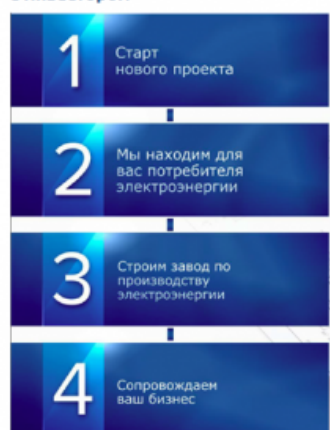 1
Старт
нового проекта
2
Мы находим для
вас потребителя
электроэнергии
3
Строим завод по
производству
электроэнергии
4
Сопровождаем
ваш бизнес